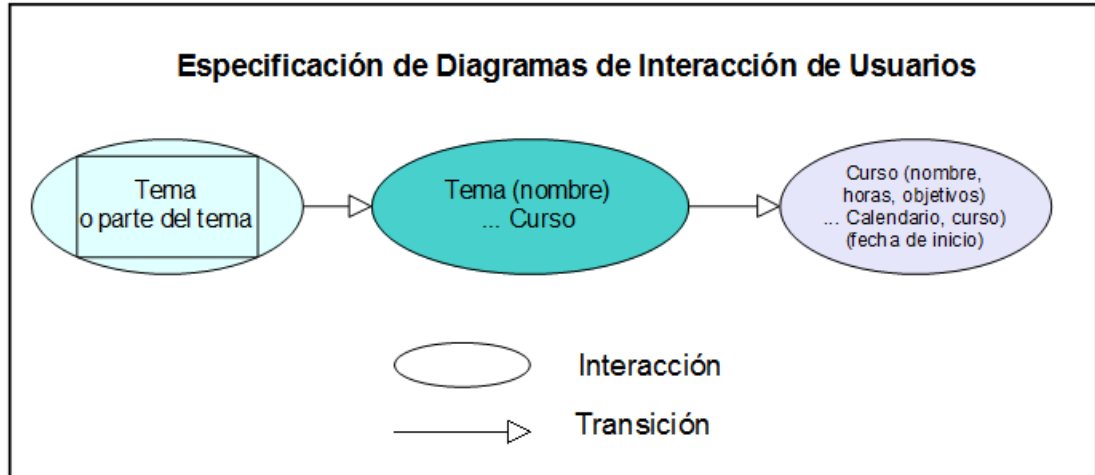 Especificación de Diagramas de Interacción de Usuarios
Tema
o parte del tema
Tema (nombre)
... Curso
Curso (nombre,
horas, objetivos)
... Calendario, curso)
(fecha de inicio)
Interacción
Transición